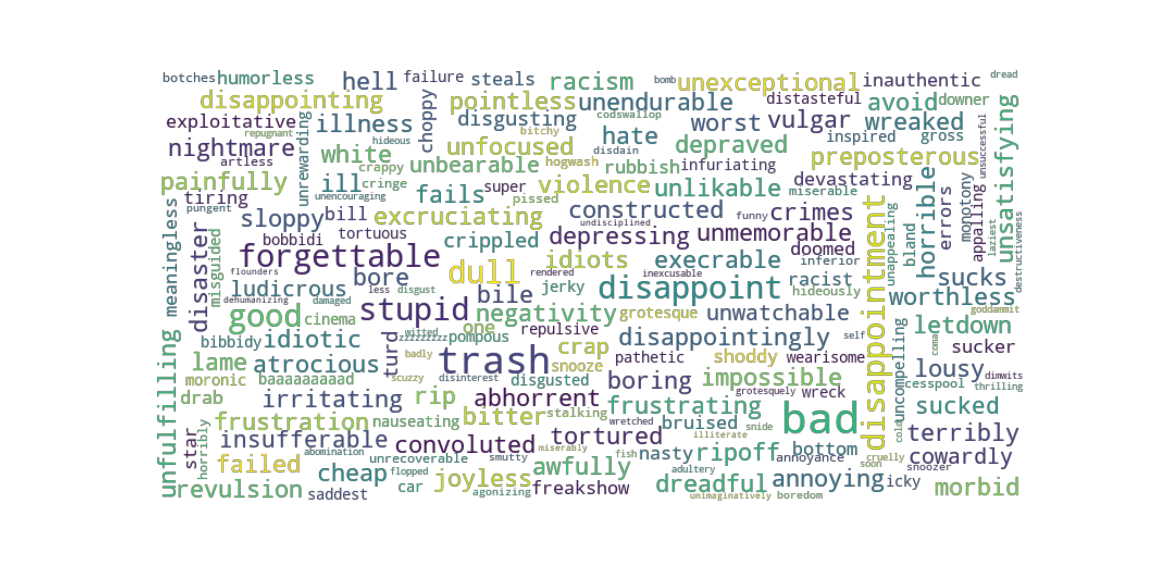 botches humorless hell failure steals racism bomb unexceptional inauthentic dread
disappointing pointless unendurable distasteful avoid downer
exploitative illness choppy disgusting codswallop hate worst vulgar wreaked
repugnant unrewarding hideous bitchy disdain inspired gross unsuccessful
nightmare white unfocused depraved preposterous unsatisfying
artless crappy unbearable hogwash rubbish infuriating
painfully ill cringe fails super violence unlikable miserable devastating
tiring unencouraging pissed horrible errors monotony appalling
pungent sloppy bill excruciating constructed funny crimes
meaningless misguided bobbidi tortuous crippled undisciplined depressing unmemorable doomed unappealing bland laziest destructiveness
disaster forgettable idiots execrable inferior
flounders bore dull rendered inexcusable racist sucks
ludicrous less disgust bile jerky disappoint hideously worthless
dehumanizing damaged stupid
good cinema one negativity grotesque unwatchable disappointment goddammit
bibbidy idiotic zzzzzzzzz witted pompous repulsive disappointingly self letdown
lame atrocious turd badly trash crap pathetic shoddy wearisome uncompelling coma sucker
unfulfilling moronic baaaaaaaaad scuzzy disinterest snooze disgusted boring impossible lousy dimwits
drab irritating rip abhorrent grotesquely wreck cesspool thrilling
frustration nauseating bitter stalking frustrating bad sucked
star horribly wretched bruised snide cold
insufferable convoluted tortured illiterate terribly
abomination unrecoverable miserably fish nasty ripoff bottom annoyance cowardly
failed cheap flopped smutty awfully adultery cruelly soon snoozer
revulsion saddest car joyless agonizing freakshow dreadful unimaginatively boredom annoying icky morbid